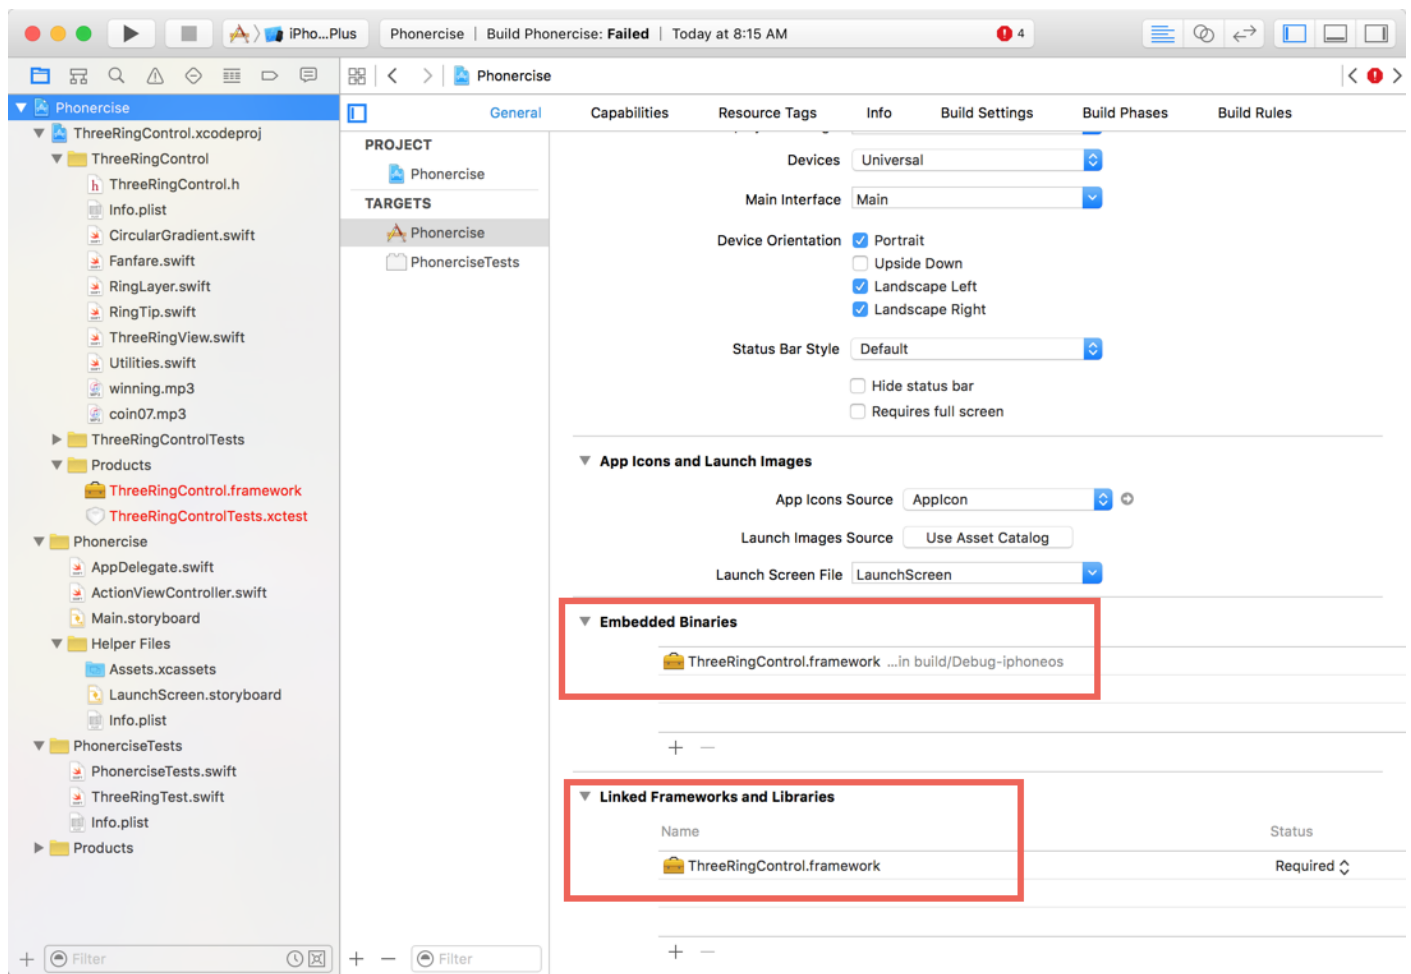 iPho...Plus
Phonercise | Build Phonercise: Failed | Today at 8:15 AM
4
Phonercise
Phonercise
ThreeRingControl.xcodeproj
ThreeRingControl
ThreeRingControl.h
Info.plist
CircularGradient.swift
Fanfare.swift
RingLayer.swift
RingTip.swift
ThreeRingView.swift
Utilities.swift
winning.mp3
coin07.mp3
ThreeRingControlTests
Products
ThreeRingControl.framework
ThreeRingControlTests.xctest
Phonercise
AppDelegate.swift
ActionViewController.swift
Main.storyboard
Helper Files
Assets.xcassets
LaunchScreen.storyboard
Info.plist
PhonerciseTests
PhonerciseTests.swift
ThreeRingTest.swift
Info.plist
Products
Filter
General Capabilities Resource Tags Info Build Settings Build Phases Build Rules
PROJECT
Phonercise
TARGETS
Phonercise
PhonerciseTests
Filter
Devices Universal
Main Interface Main
Device Orientation Portrait
Upside Down
Landscape Left
Landscape Right
Status Bar Style Default
Hide status bar
Requires full screen
App Icons and Launch Images
App Icons Source AppIcon
Launch Images Source Use Asset Catalog
Launch Screen File LaunchScreen
Embedded Binaries
ThreeRingControl.framework ...in build/Debug-iphoneos
Linked Frameworks and Libraries
Name Status
ThreeRingControl.framework Required